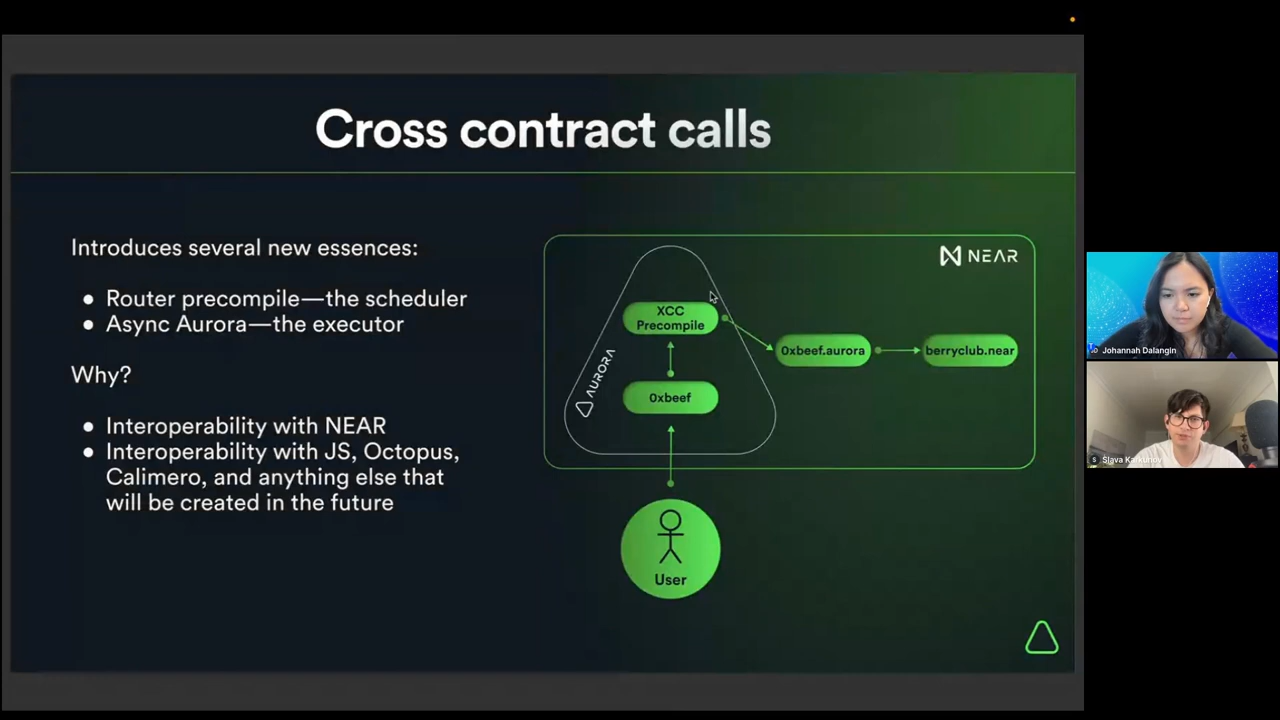 Cross contract calls
Introduces several new essences:
● Router precompile—the scheduler
● Async Aurora—the executor
Why?
● Interoperability with NEAR
● Interoperability with JS, Octopus,
Calimero, and anything else that
will be created in the future
NEAR
XCC
Precompile
0xbeef.aurora
berryclub.near
AURORA
0xbeef
User
Johannah Dalangin
S
Slava Karkunov